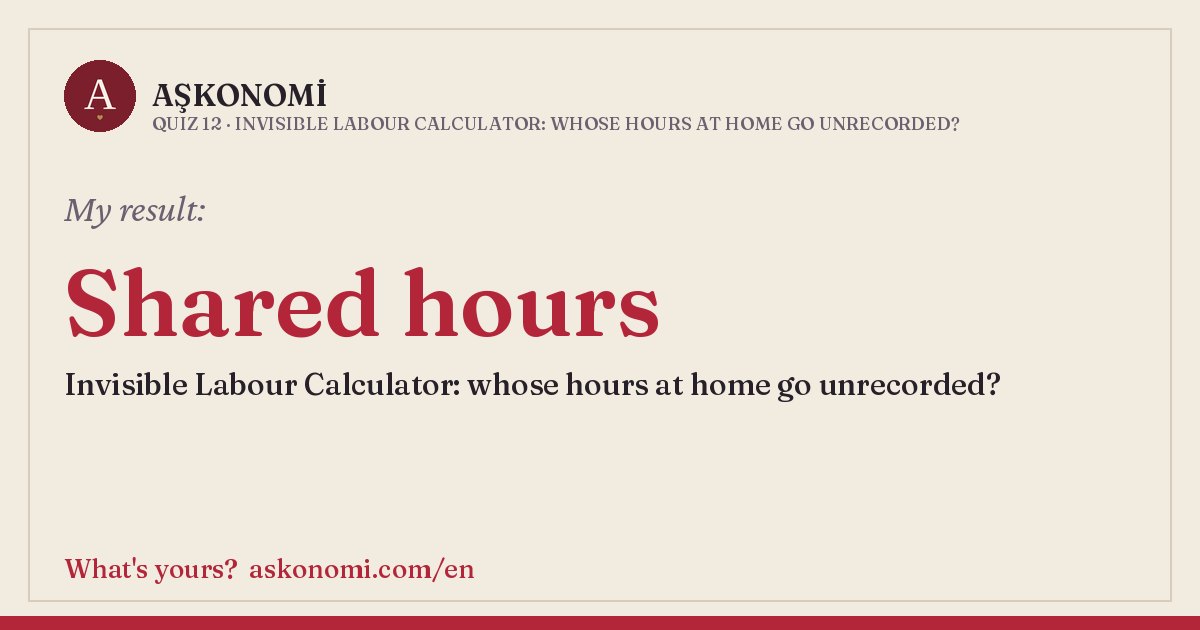 A
AŞKONOMİ
QUIZ 12 · INVISIBLE LABOUR CALCULATOR: WHOSE HOURS AT HOME GO UNRECORDED?
My result:
Shared hours
Invisible Labour Calculator: whose hours at home go unrecorded?
What's yours? askonomi.com/en